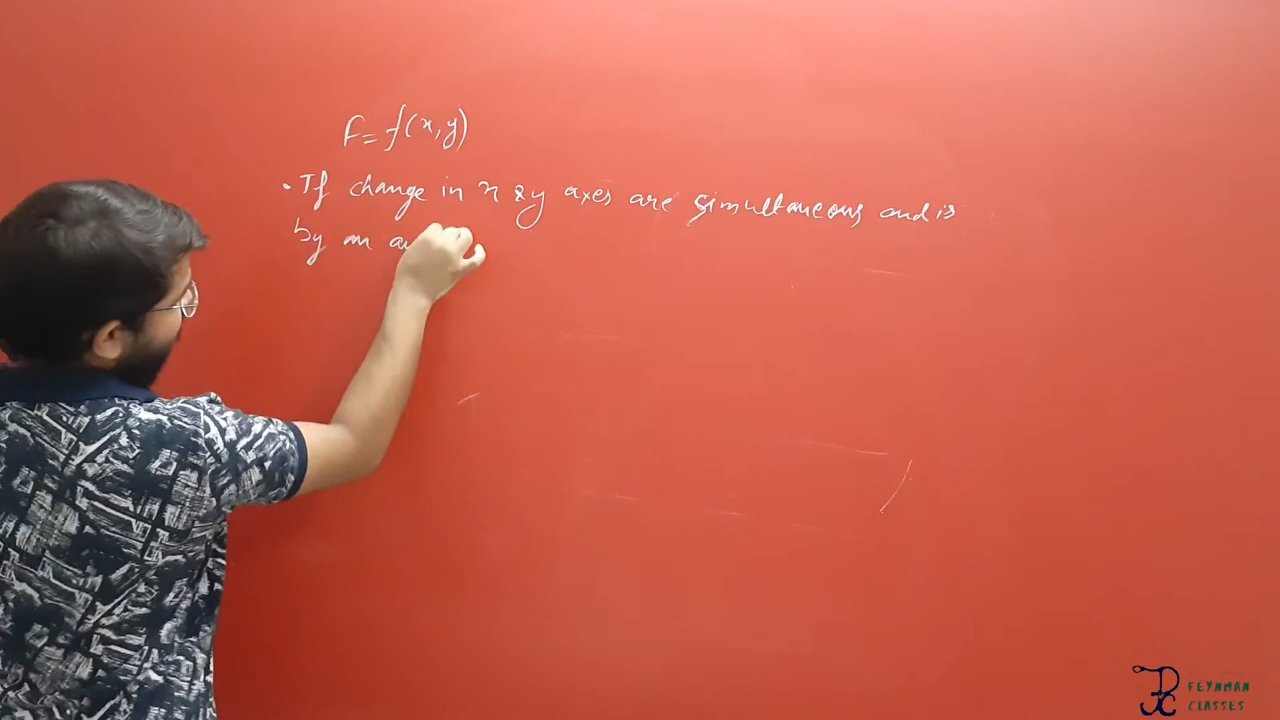 F = f(x, y)
• If change in x & y axes are simultaneous and is
by an
FEYNMAN
CLASSES